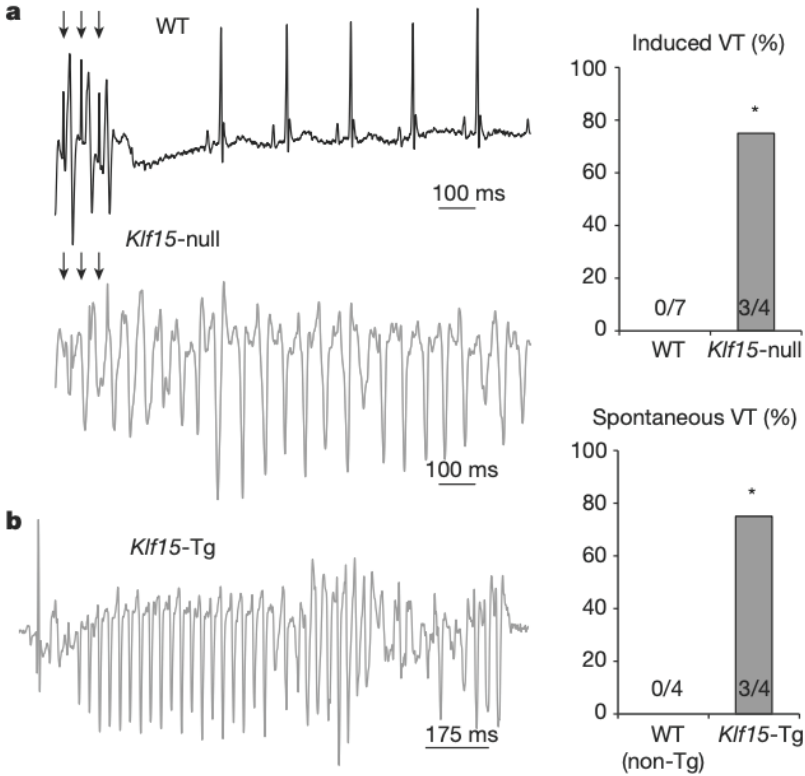 a
WT
100 ms
Klf15-null
100 ms
Induced VT (%)
100
80
60
40
20
0
*
0/7
3/4
WT
Klf15-null
b
Klf15-Tg
175 ms
Spontaneous VT (%)
100
80
60
40
20
0
*
0/4
3/4
WT
(non-Tg)
Klf15-Tg